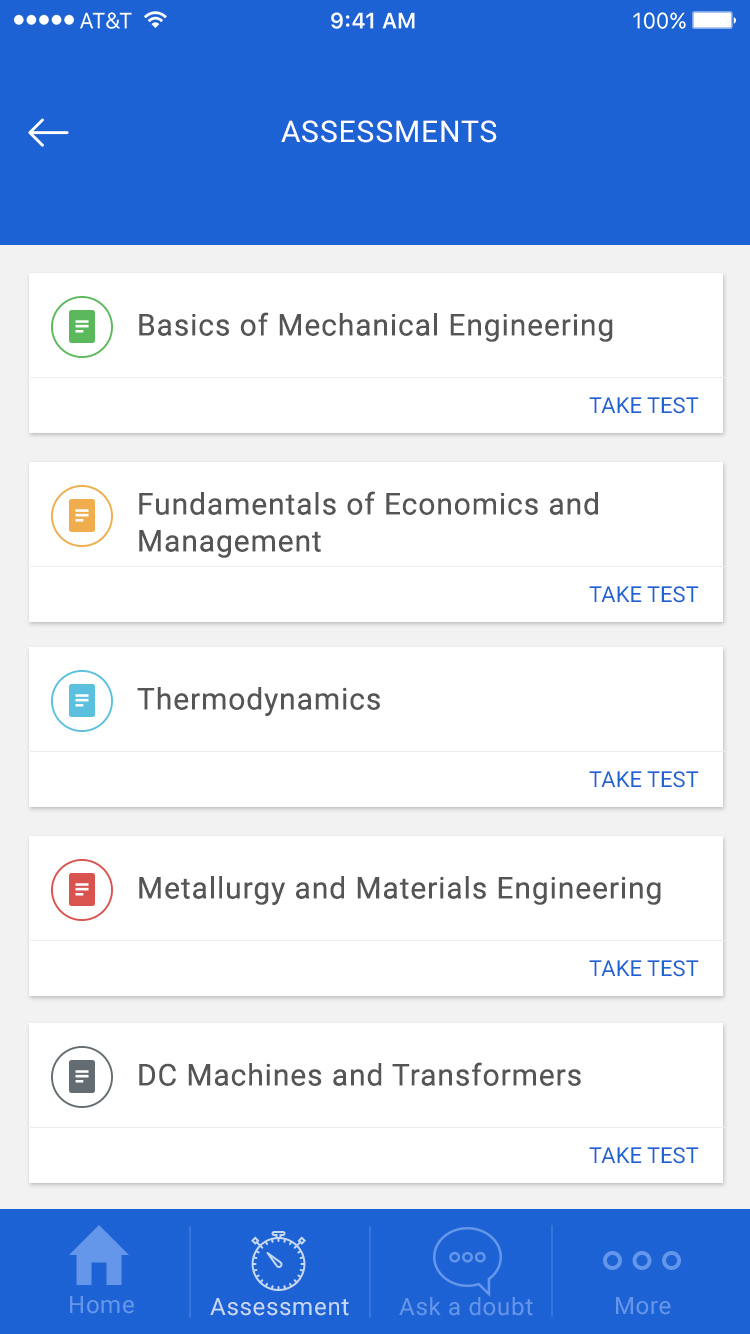 AT&T 9:41 AM 100%
ASSESSMENTS
Basics of Mechanical Engineering
TAKE TEST
Fundamentals of Economics and
Management
TAKE TEST
Thermodynamics
TAKE TEST
Metallurgy and Materials Engineering
TAKE TEST
DC Machines and Transformers
TAKE TEST
Home Assessment Ask a doubt More